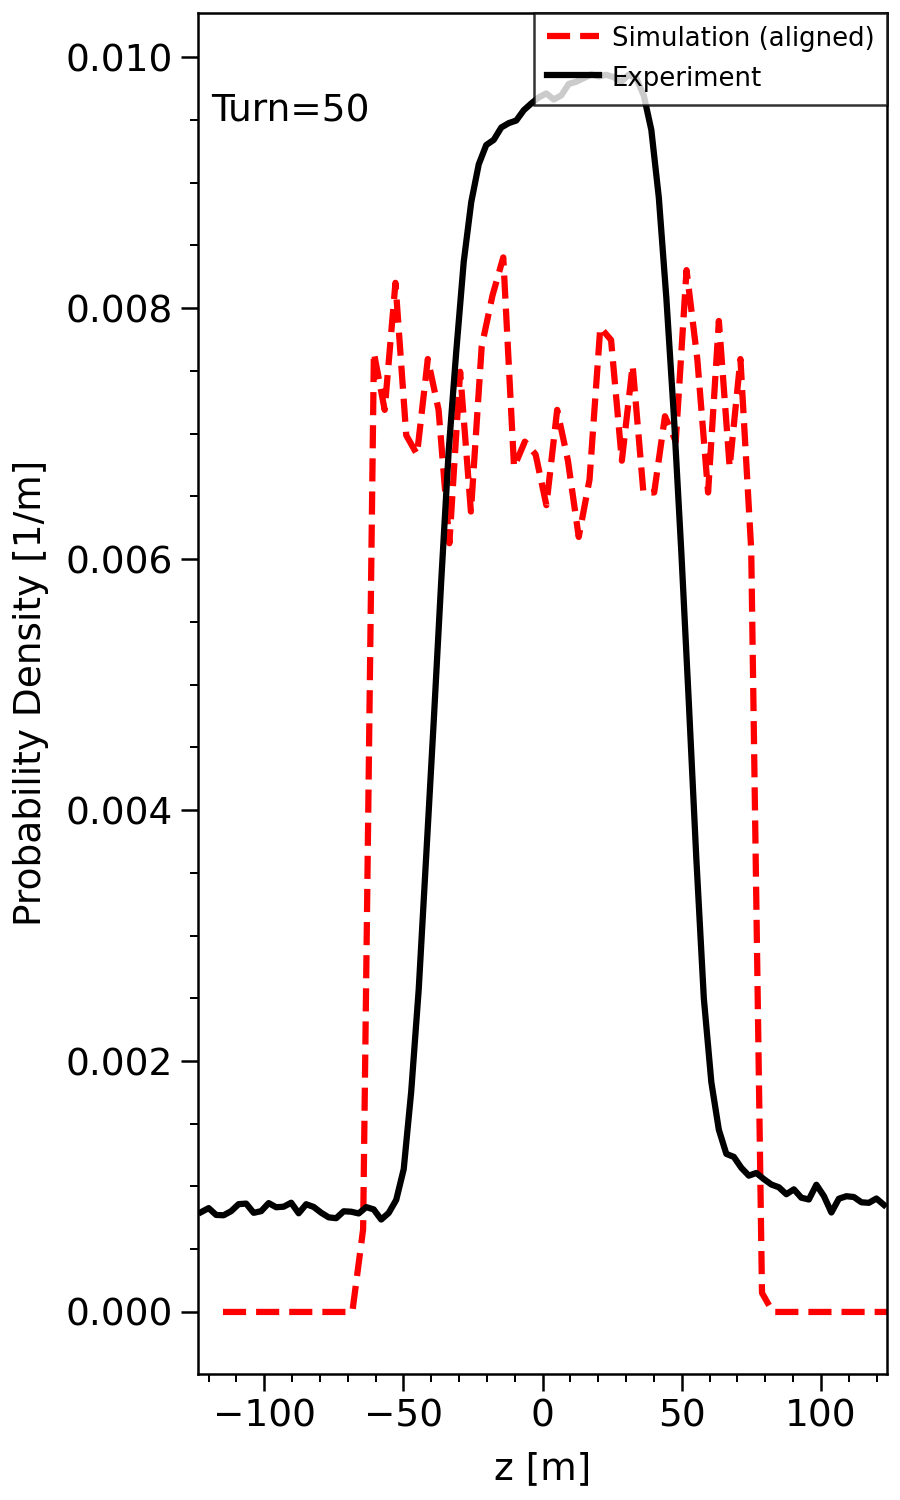 Simulation (aligned)
Experiment
Turn=50
0.010
0.008
0.006
0.004
0.002
0.000
Probability Density [1/m]
−100
−50
0
50
100
z [m]